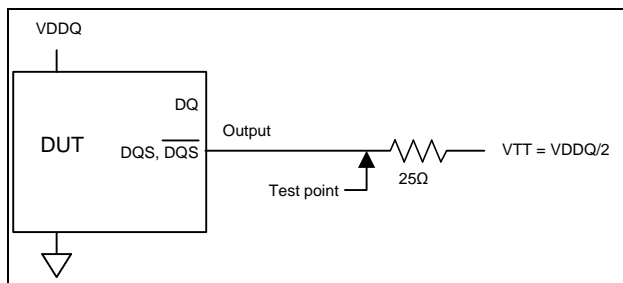 VDDQ
DQ
DUT
DQS, DQS
Output
Test point
25Ω
VTT = VDDQ/2